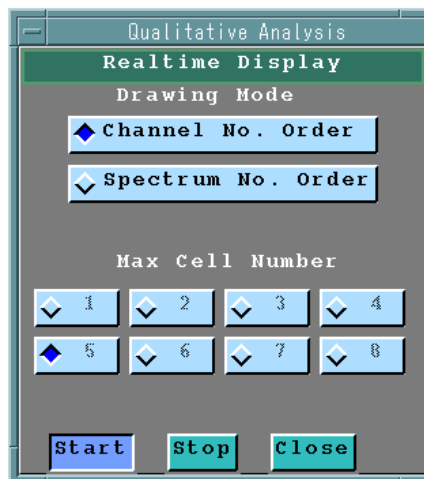 Qualitative Analysis
Realtime Display
Drawing Mode
Channel No. Order
Spectrum No. Order
Max Cell Number
1 2 3 4
5 6 7 8
Start Stop Close